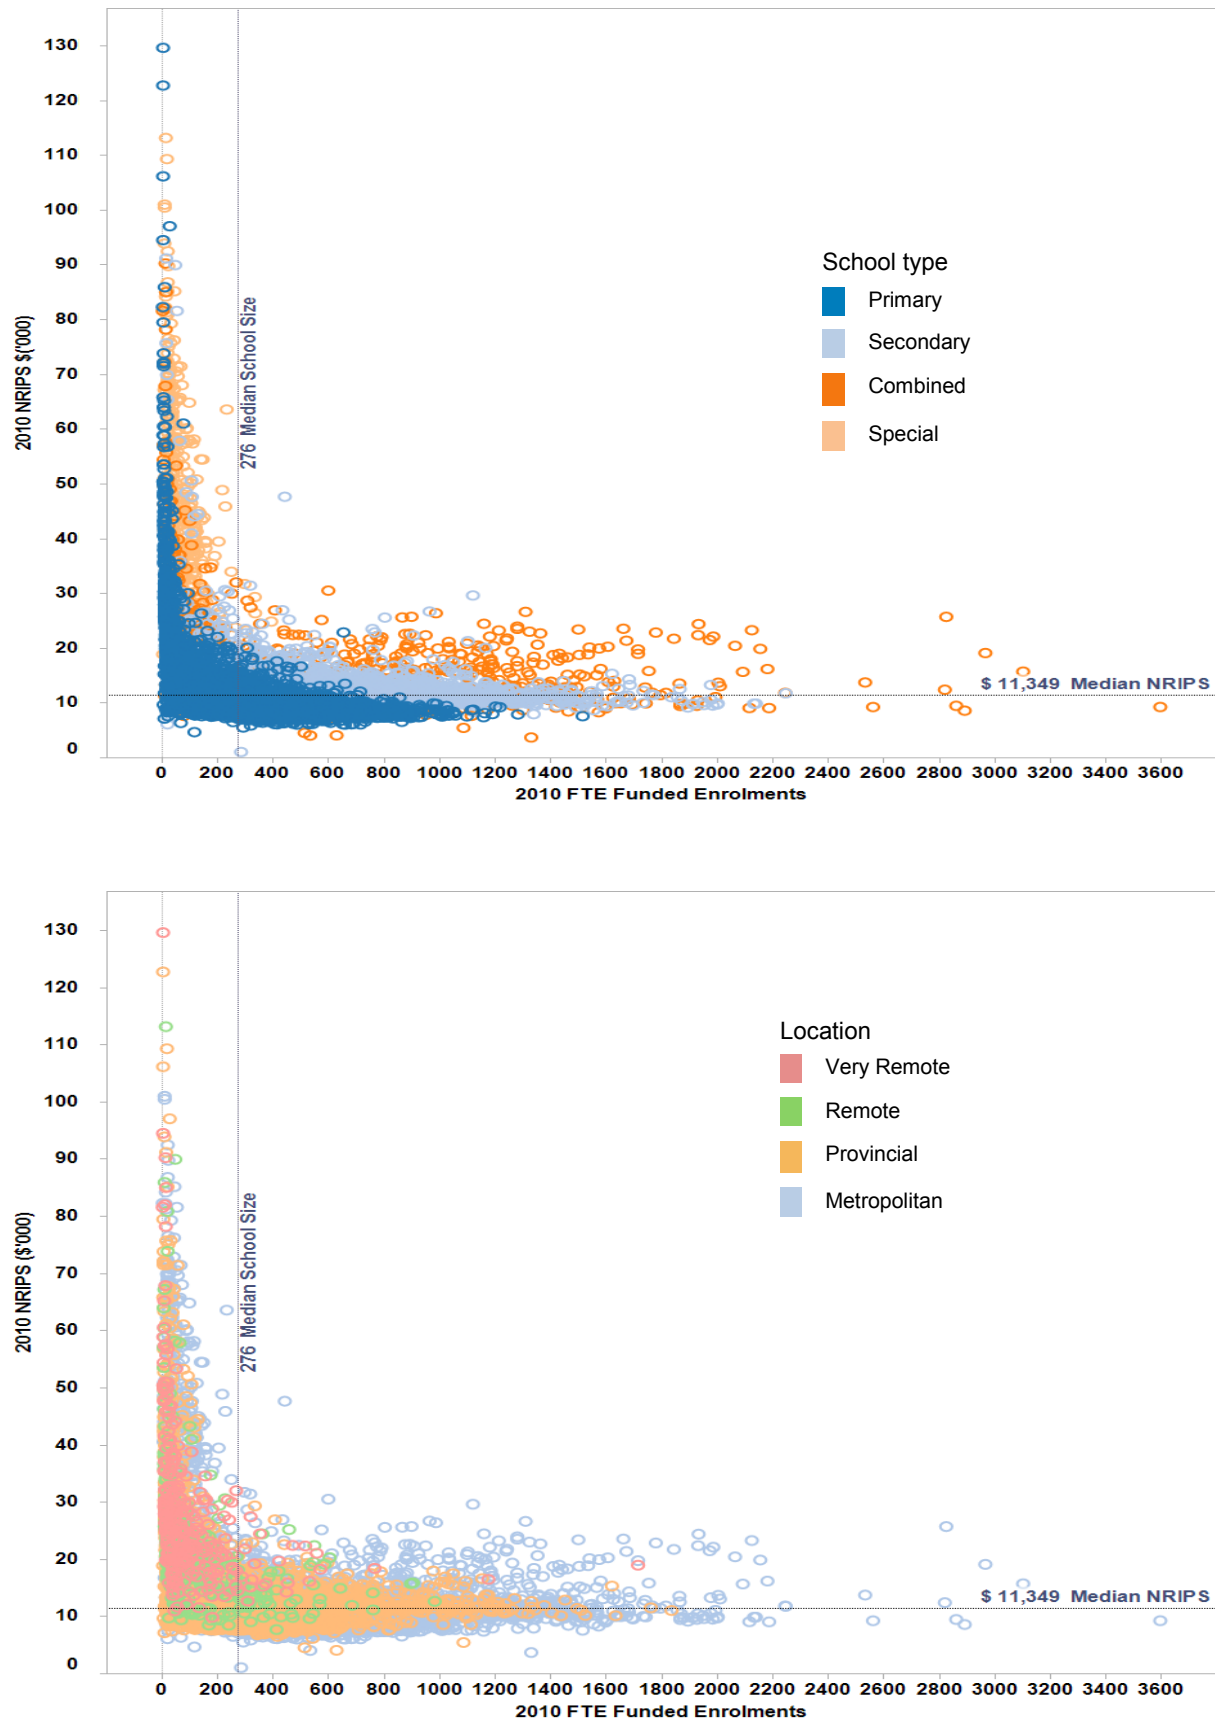 130
120
110
100
90
80
70
60
50
40
30
20
10
0
2010 NRIPS $('000)
276 Median School Size
School type
Primary
Secondary
Combined
Special
$ 11,349 Median NRIPS
0 200 400 600 800 1000 1200 1400 1600 1800 2000 2200 2400 2600 2800 3000 3200 3400 3600
2010 FTE Funded Enrolments
130
120
110
100
90
80
70
60
50
40
30
20
10
0
2010 NRIPS ($'000)
276 Median School Size
Location
Very Remote
Remote
Provincial
Metropolitan
$ 11,349 Median NRIPS
0 200 400 600 800 1000 1200 1400 1600 1800 2000 2200 2400 2600 2800 3000 3200 3400 3600
2010 FTE Funded Enrolments